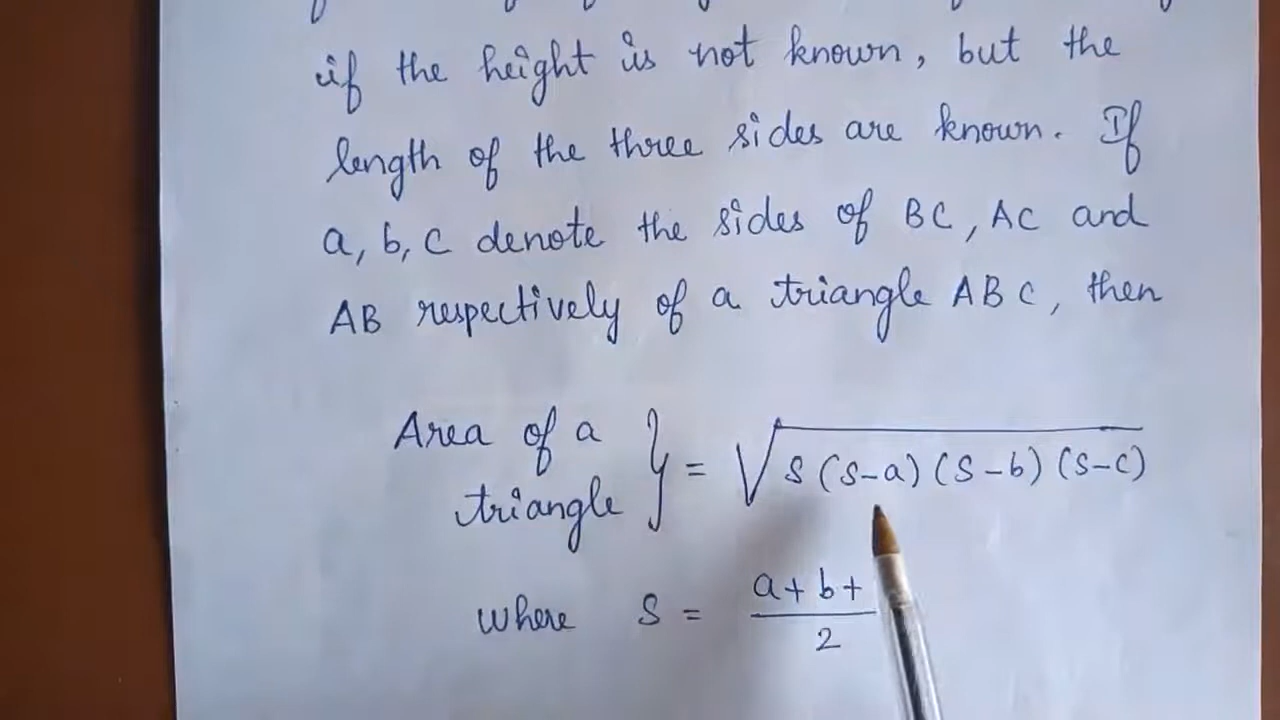 if the height is not known, but the
length of the three sides are known. If
a, b, c denote the sides of BC, AC and
AB respectively of a triangle ABC, then
Area of a
triangle } = √s(s-a)(s-b)(s-c)
where s = a+b+ / 2